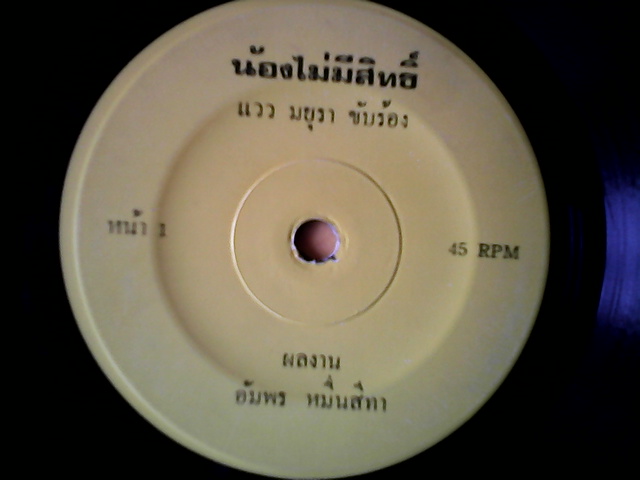 น้องไม่มีสิทธิ์
แวว มยุรา ขับร้อง
หน้า 1
45 RPM
ผลงาน
อัมพร หมื่นสีทา